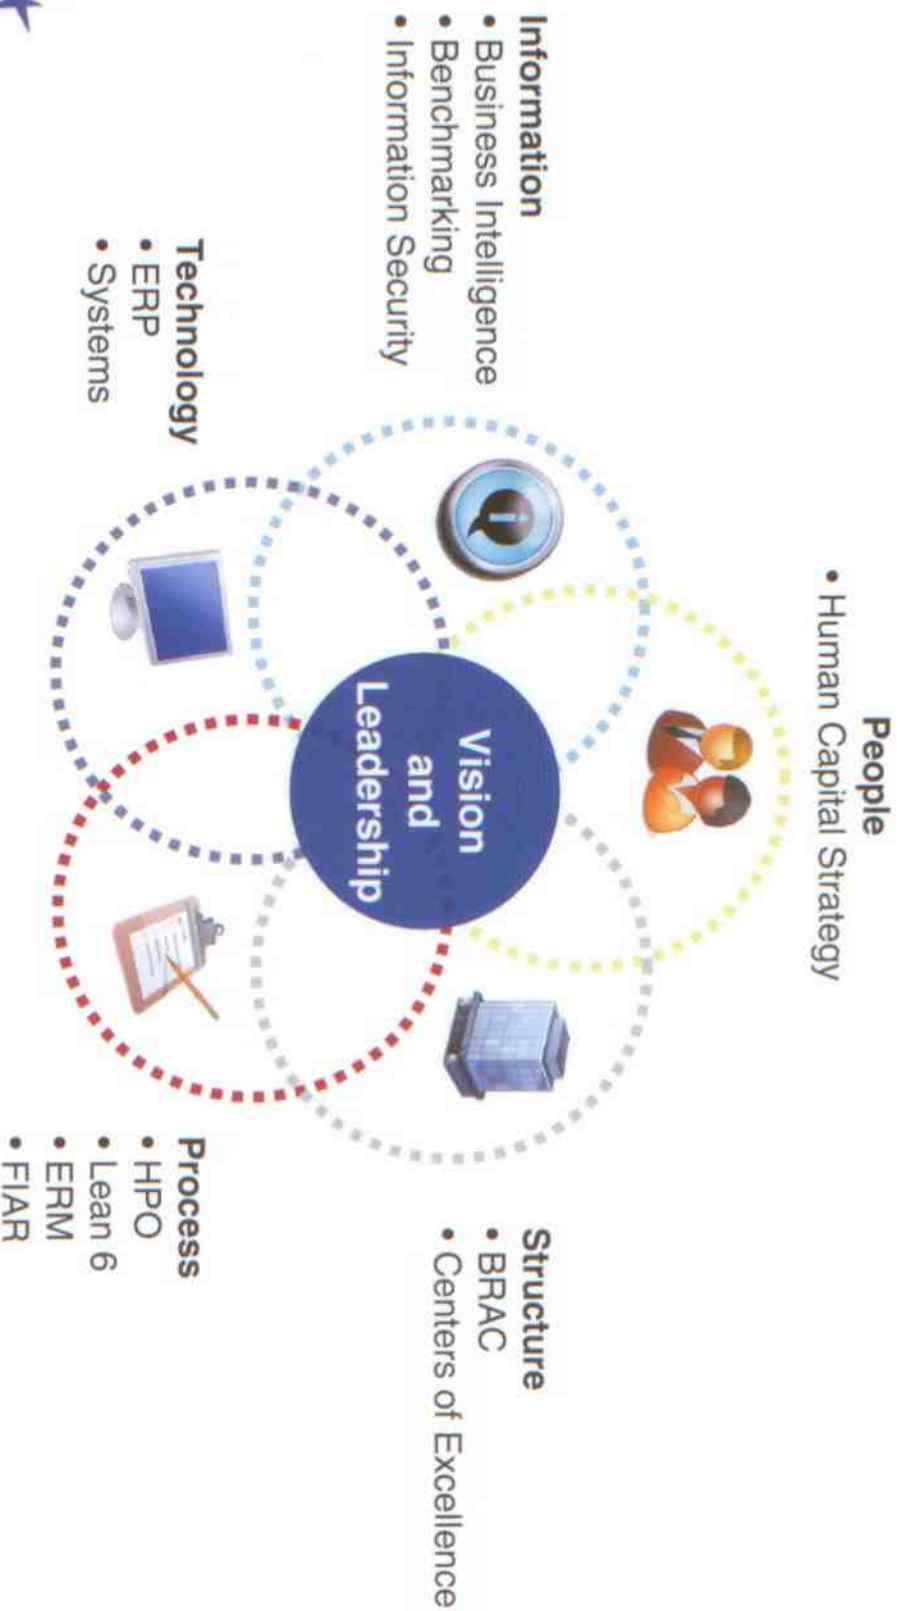 People
• Human Capital Strategy
Information
• Business Intelligence
• Benchmarking
• Information Security
Vision
and
Leadership
Structure
• BRAC
• Centers of Excellence
Technology
• ERP
• Systems
Process
• HPO
• Lean 6
• ERM
• FIAR